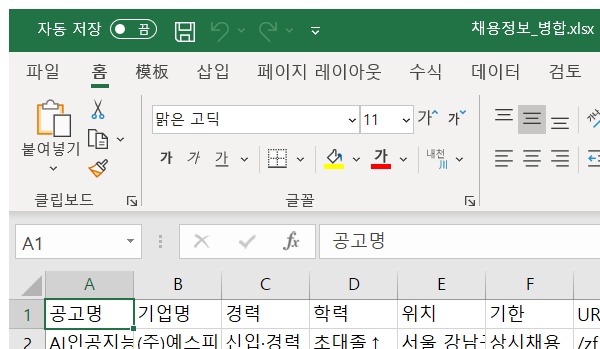 자동 저장 끔 채용정보_병합.xlsx
파일 홈 模板 삽입 페이지 레이아웃 수식 데이터 검토
맑은 고딕 11 가 가
붙여넣기
가 가 가 가 내천
川
클립보드 글꼴
A1 fx 공고명
A B C D E F
1 공고명 기업명 경력 학력 위치 기한 UR
2 AI인공지능 (주)예스피 신입·경력 초대졸↑ 서울 강남구 상시채용 /zf